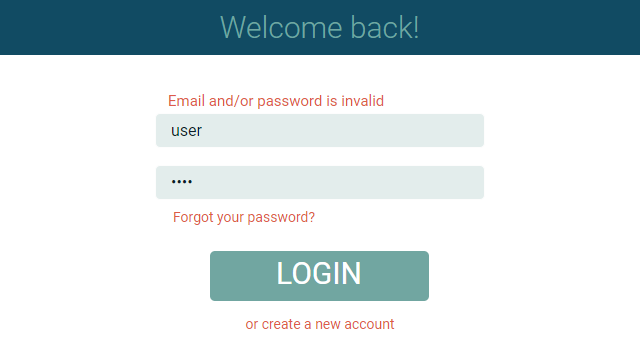 Welcome back!
Email and/or password is invalid
user
••••
Forgot your password?
LOGIN
or create a new account